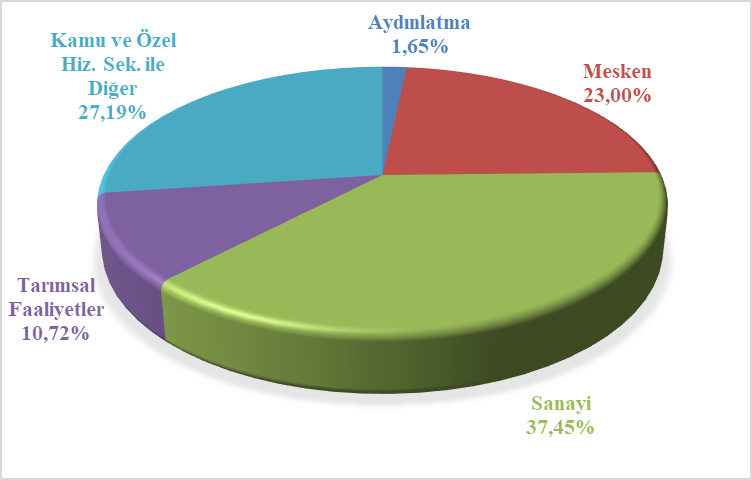 Aydınlatma
1,65%
Mesken
23,00%
Sanayi
37,45%
Tarımsal
Faaliyetler
10,72%
Kamu ve Özel
Hiz. Sek. ile
Diğer
27,19%